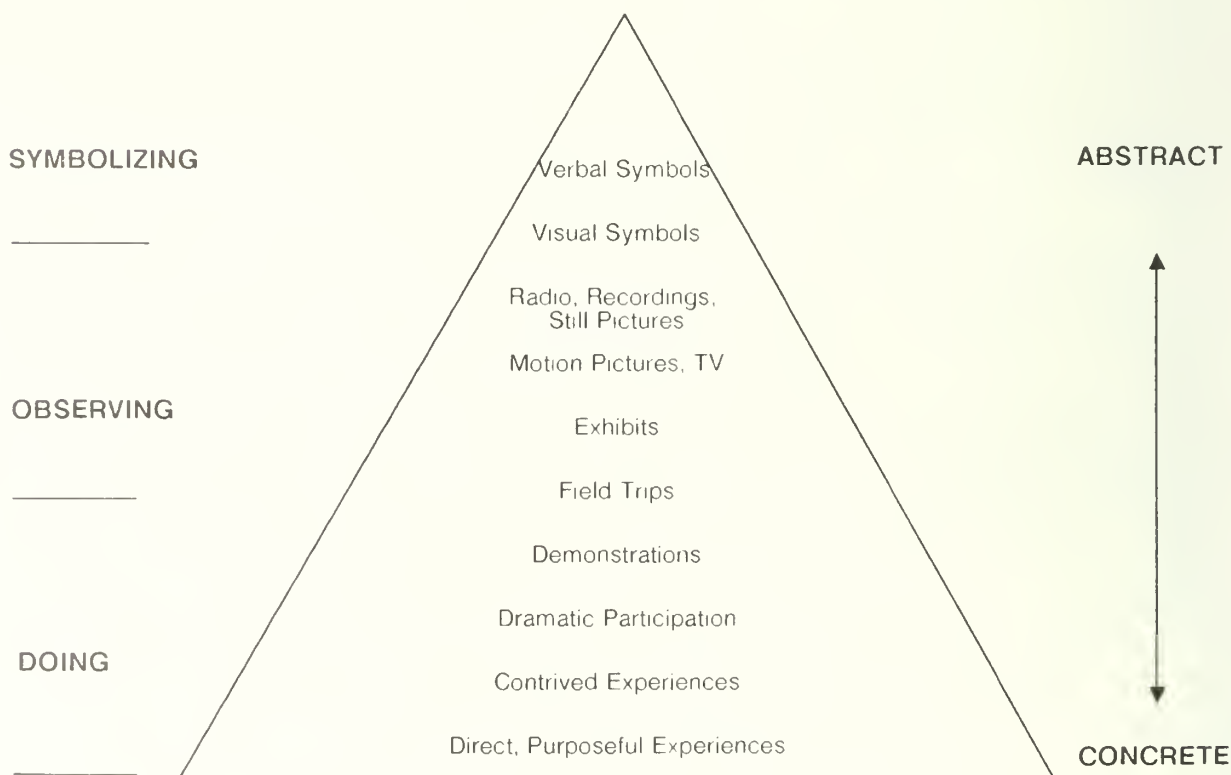 SYMBOLIZING
ABSTRACT
Verbal Symbols
Visual Symbols
Radio, Recordings,
Still Pictures
Motion Pictures, TV
OBSERVING
Exhibits
Field Trips
Demonstrations
Dramatic Participation
DOING
Contrived Experiences
Direct, Purposeful Experiences
CONCRETE